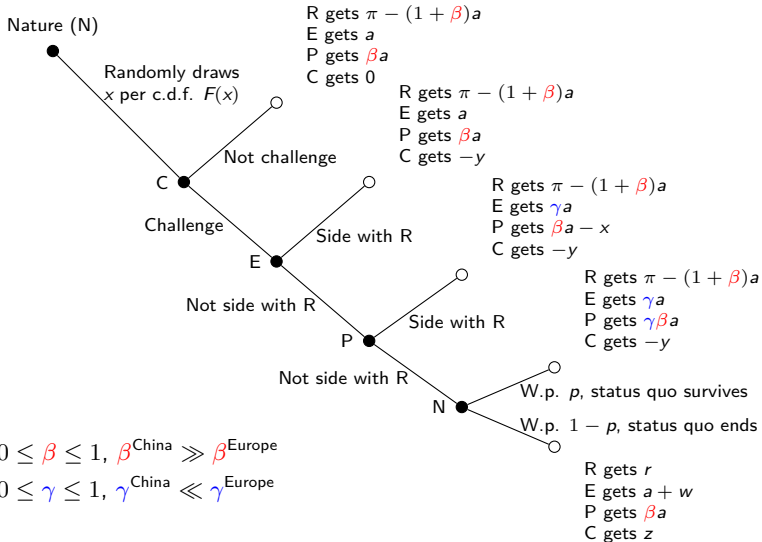 Nature (N)
Randomly draws
x per c.d.f. F(x)
R gets π − (1 + β)a
E gets a
P gets βa
C gets 0
C
Not challenge
R gets π − (1 + β)a
E gets a
P gets βa
C gets −y
Challenge
E
Side with R
R gets π − (1 + β)a
E gets γa
P gets βa − x
C gets −y
Not side with R
P
Side with R
R gets π − (1 + β)a
E gets γa
P gets γβa
C gets −y
Not side with R
N
W.p. p, status quo survives
W.p. 1 − p, status quo ends
R gets r
E gets a + w
P gets βa
C gets z
0 ≤ β ≤ 1, β^China ≫ β^Europe
0 ≤ γ ≤ 1, γ^China ≪ γ^Europe